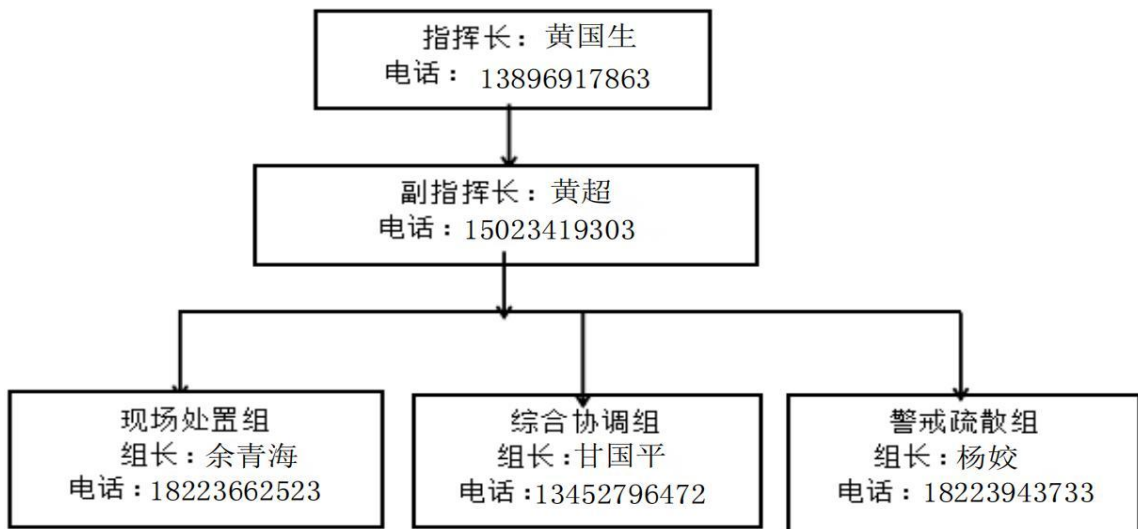 指挥长：黄国生
电话：13896917863
副指挥长：黄超
电话：15023419303
现场处置组
组长：余青海
电话：18223662523
综合协调组
组长：甘国平
电话：13452796472
警戒疏散组
组长：杨姣
电话：18223943733